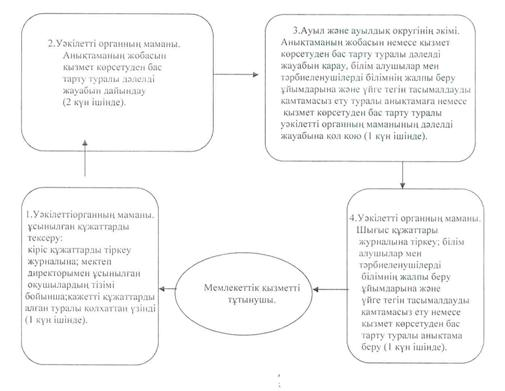 2.Уәкілетті органның маманы.
Анықтаманың жобасын
қызмет көрсетуден бас
тарту туралы дәлелді
жауабын дайындау
(2 күн ішінде).
3.Ауыл және ауылдық округінің әкімі.
Анықтаманың жобасын немесе қызмет
көрсетуден бас тарту туралы дәлелді
жауабын қарау, білім алушылар мен
тәрбиеленушілерді білімнің жалпы беру
ұйымдарына және үйге тегін тасымалдауды
қамтамасыз ету туралы анықтамаға немесе
қызмет көрсетуден бас тарту туралы
уәкілетті органның маманының дәлелді
жауабына қол қою (1 күн ішінде).
1.Уәкілеттіорганның маманы.
ұсынылған құжаттарды
тексеру:
кіріс құжаттарды тіркеу
журналына; мектеп
директорымен ұсынылған
оқушылардың тізімі
бойынша;қажетті құжаттарды
алған туралы қолхаттан үзінді
(1 күн ішінде).
Мемлекеттік қызметті
тұтынушы.
4.Уәкілетті органның маманы.
Шығыс құжаттары
журналына тіркеу; білім
алушылар мен
тәрбиеленушілерді
білімнің жалпы беру
ұйымдарына және
үйге тегін тасымалдауды
қамтамасыз ету немесе
қызмет көрсетуден бас
тарту туралы анықтама
беру (1 күн ішінде).